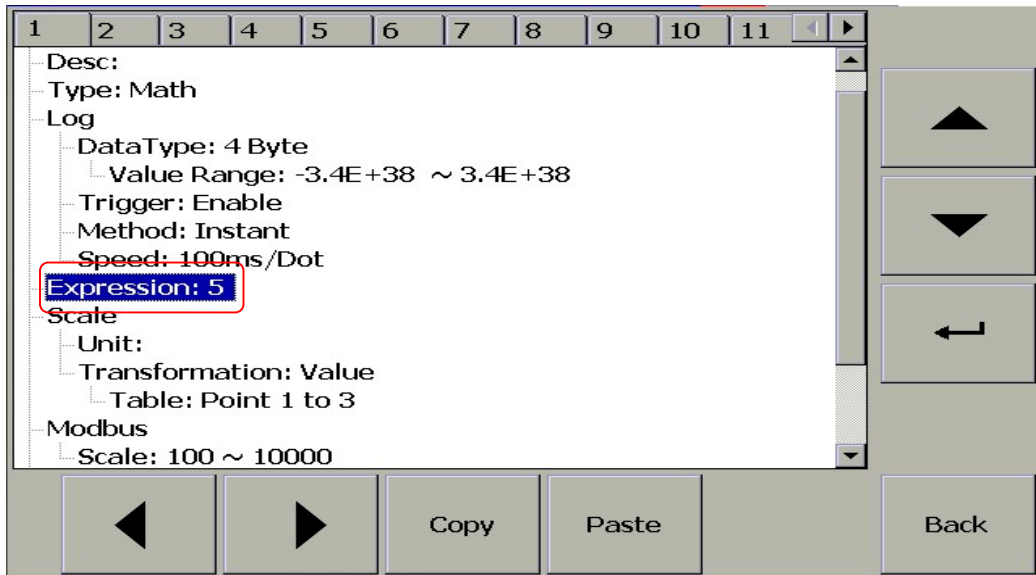 1 2 3 4 5 6 7 8 9 10 11
Desc:
Type: Math
Log
DataType: 4 Byte
Value Range: -3.4E+38 ~ 3.4E+38
Trigger: Enable
Method: Instant
Speed: 100ms/Dot
Expression: 5
Scale
Unit:
Transformation: Value
Table: Point 1 to 3
Modbus
Scale: 100 ~ 10000
Copy Paste Back